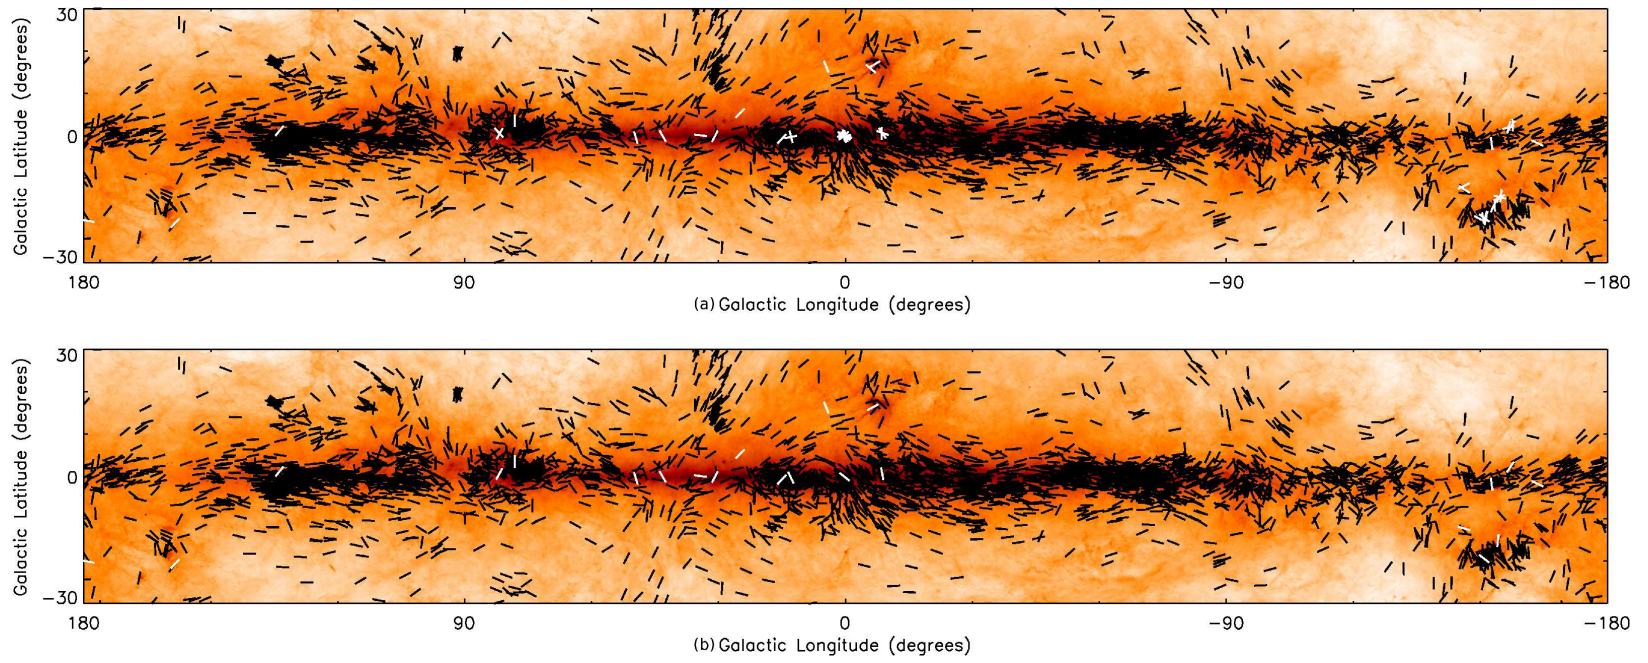 30
0
−30
Galactic Latitude (degrees)
180 90 0 −90 −180
(a) Galactic Longitude (degrees)
30
0
−30
Galactic Latitude (degrees)
180 90 0 −90 −180
(b) Galactic Longitude (degrees)